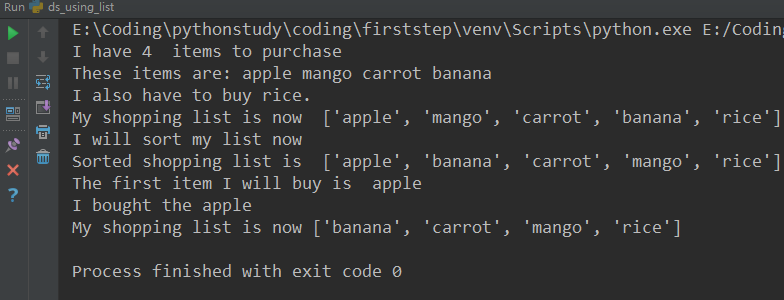 Run ds_using_list
E:\Coding\pythonstudy\coding\firststep\venv\Scripts\python.exe E:/Coding
I have 4  items to purchase
These items are: apple mango carrot banana
I also have to buy rice.
My shopping list is now  ['apple', 'mango', 'carrot', 'banana', 'rice']
I will sort my list now
Sorted shopping list is  ['apple', 'banana', 'carrot', 'mango', 'rice']
The first item I will buy is  apple
I bought the apple
My shopping list is now ['banana', 'carrot', 'mango', 'rice']
Process finished with exit code 0